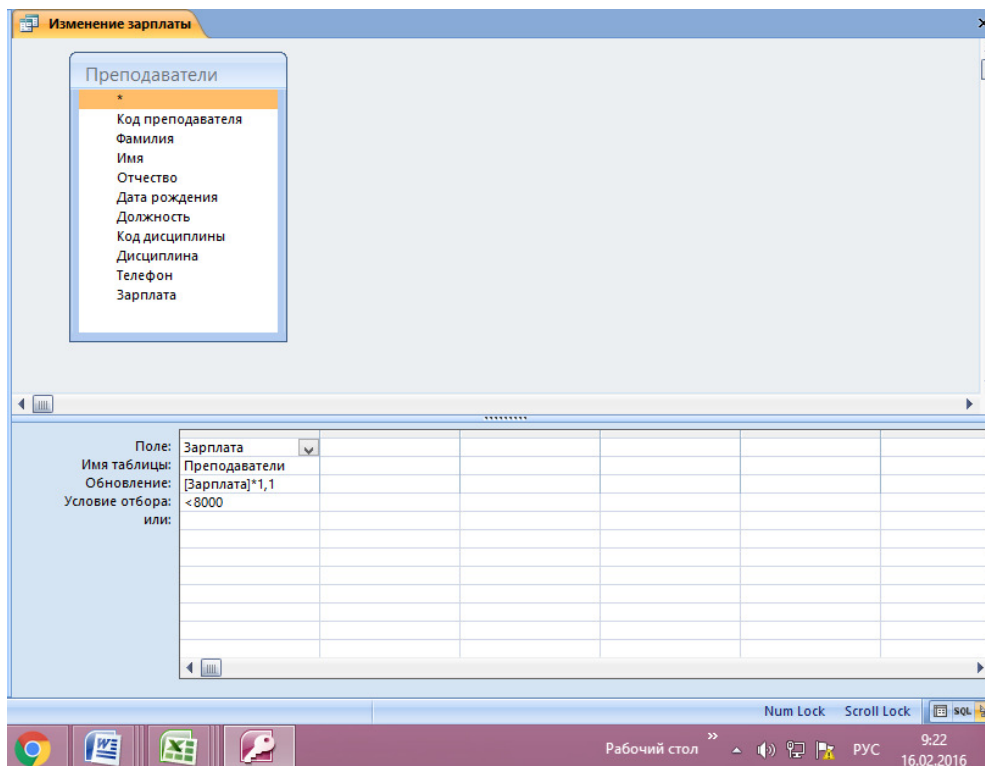 Изменение зарплаты
Преподаватели
*
Код преподавателя
Фамилия
Имя
Отчество
Дата рождения
Должность
Код дисциплины
Дисциплина
Телефон
Зарплата
Поле: Зарплата
Имя таблицы: Преподаватели
Обновление: [Зарплата]*1,1
Условие отбора: <8000
или:
Num Lock Scroll Lock SQL
Рабочий стол » РУС 9:22
16.02.2016